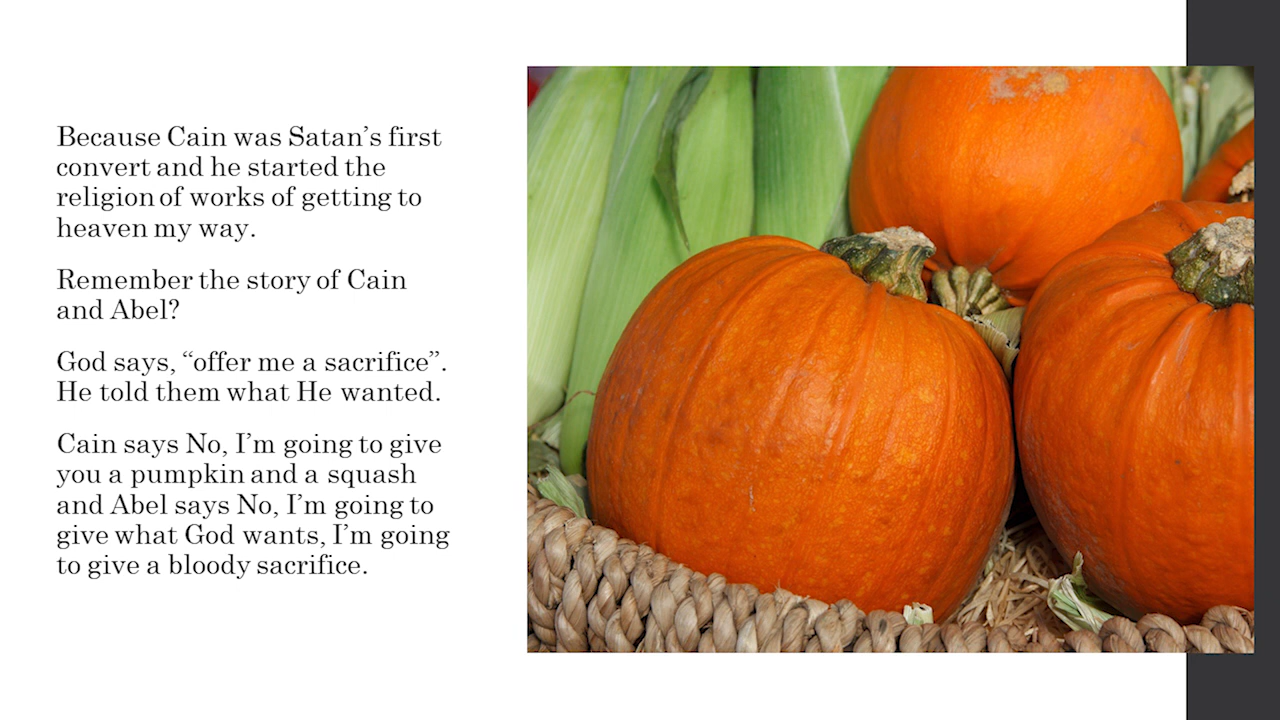 Because Cain was Satan’s first
convert and he started the
religion of works of getting to
heaven my way.
Remember the story of Cain
and Abel?
God says, “offer me a sacrifice”.
He told them what He wanted.
Cain says No, I’m going to give
you a pumpkin and a squash
and Abel says No, I’m going to
give what God wants, I’m going
to give a bloody sacrifice.